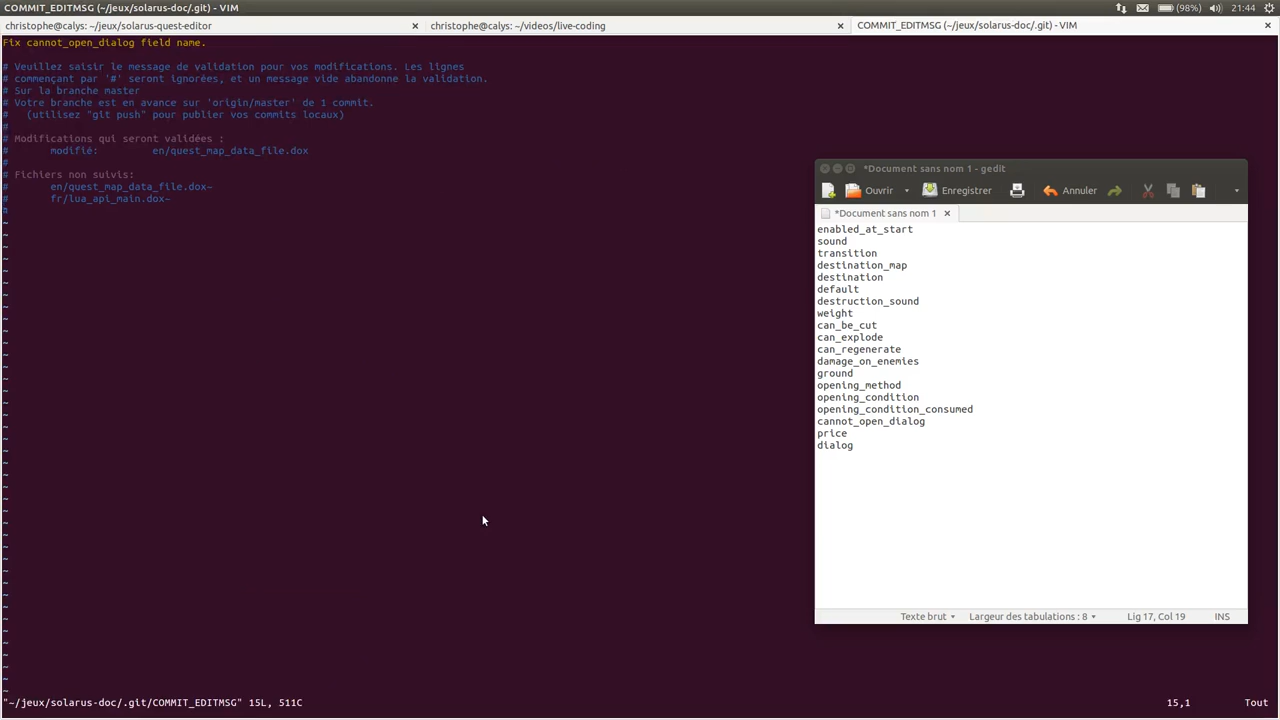 COMMIT_EDITMSG (~/jeux/solarus-doc/.git) - VIM
(98%) 21:44
christophe@calys: ~/jeux/solarus-quest-editor
christophe@calys: ~/videos/live-coding
COMMIT_EDITMSG (~/jeux/solarus-doc/.git) - VIM
Fix cannot_open_dialog field name.
# Veuillez saisir le message de validation pour vos modifications. Les lignes
# commençant par '#' seront ignorées, et un message vide abandonne la validation.
# Sur la branche master
# Votre branche est en avance sur 'origin/master' de 1 commit.
#   (utilisez "git push" pour publier vos commits locaux)
#
# Modifications qui seront validées :
#       modifié:         en/quest_map_data_file.dox
#
# Fichiers non suivis:
#       en/quest_map_data_file.dox~
#       fr/lua_api_main.dox~
#
"~/jeux/solarus-doc/.git/COMMIT_EDITMSG" 15L, 511C
15,1
Tout
*Document sans nom 1 - gedit
Ouvrir
Enregistrer
Annuler
*Document sans nom 1
enabled_at_start
sound
transition
destination_map
destination
default
destruction_sound
weight
can_be_cut
can_explode
can_regenerate
damage_on_enemies
ground
opening_method
opening_condition
opening_condition_consumed
cannot_open_dialog
price
dialog
Texte brut
Largeur des tabulations : 8
Lig 17, Col 19
INS